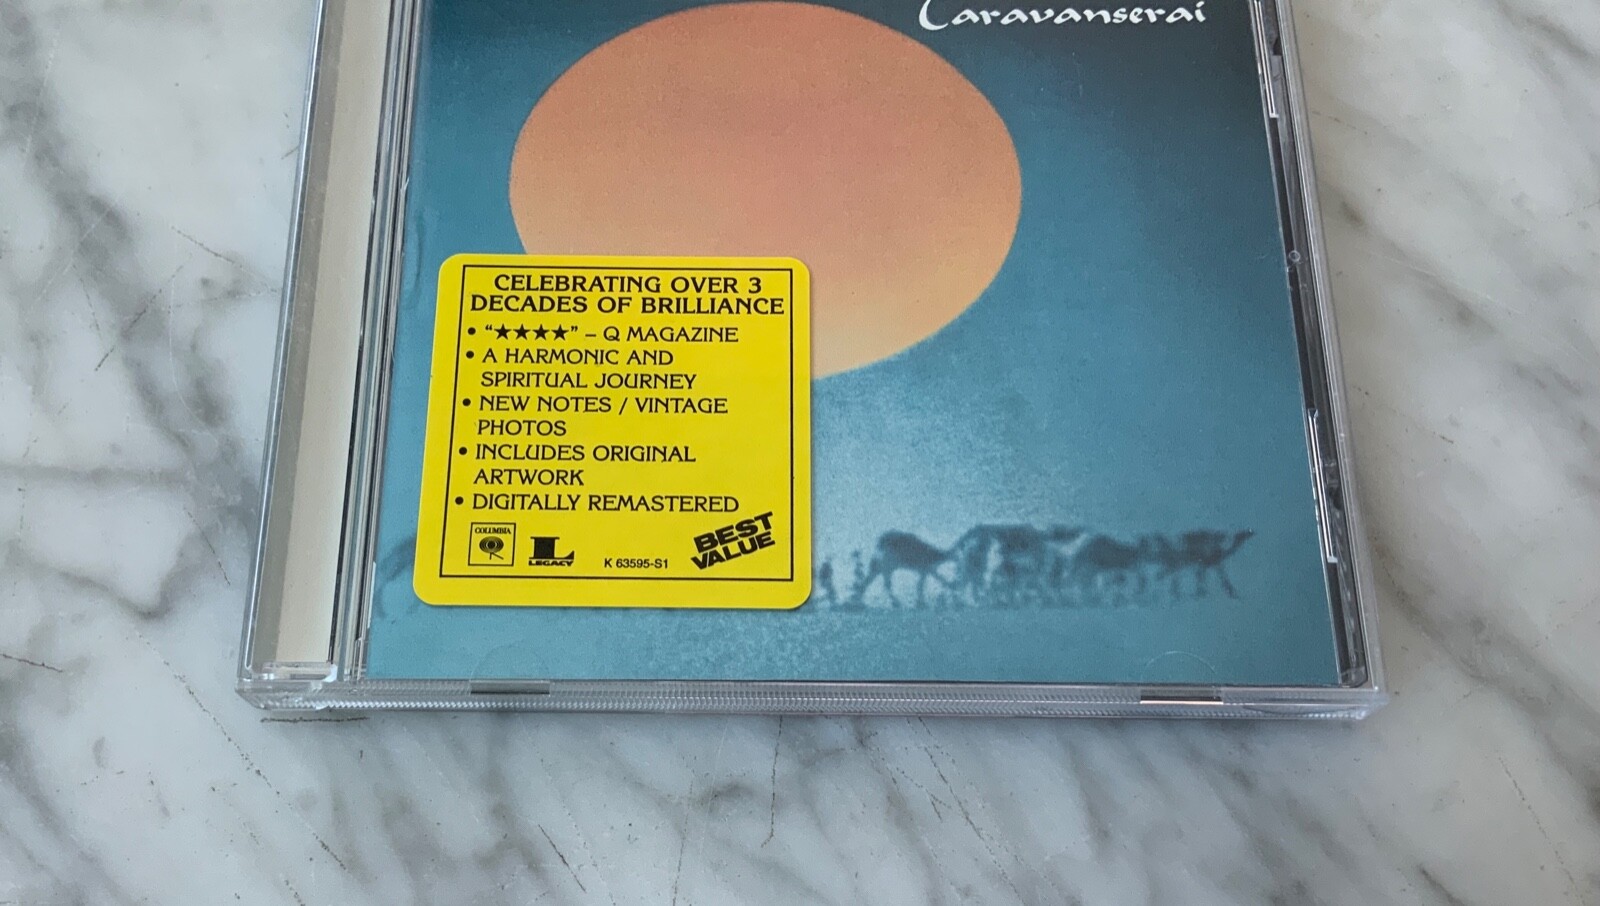 Caravanserai
CELEBRATING OVER 3
DECADES OF BRILLIANCE
• “★★★★” – Q MAGAZINE
• A HARMONIC AND
SPIRITUAL JOURNEY
• NEW NOTES / VINTAGE
PHOTOS
• INCLUDES ORIGINAL
ARTWORK
• DIGITALLY REMASTERED
COLUMBIA
L
LEGACY
K 63595-S1
BEST
VALUE